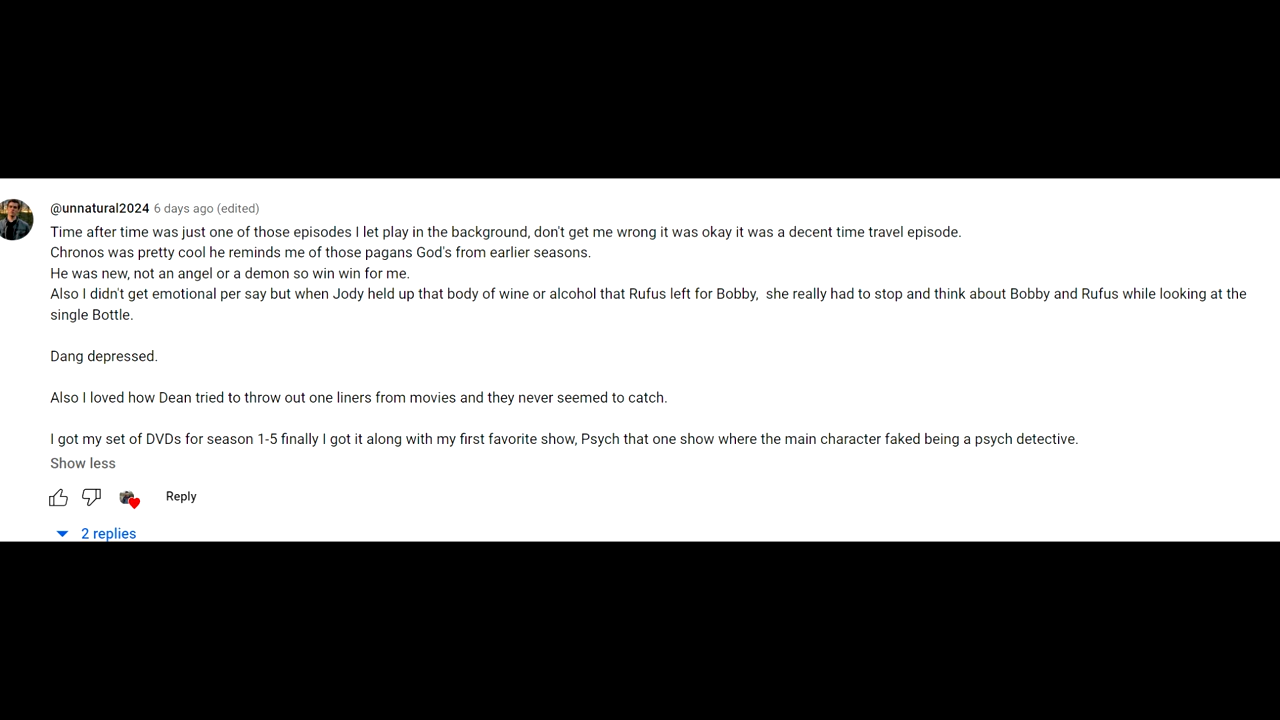 @unnatural2024 6 days ago (edited)
Time after time was just one of those episodes I let play in the background, don't get me wrong it was okay it was a decent time travel episode.
Chronos was pretty cool he reminds me of those pagans God's from earlier seasons.
He was new, not an angel or a demon so win win for me.
Also I didn't get emotional per say but when Jody held up that body of wine or alcohol that Rufus left for Bobby,  she really had to stop and think about Bobby and Rufus while looking at the
single Bottle.
Dang depressed.
Also I loved how Dean tried to throw out one liners from movies and they never seemed to catch.
I got my set of DVDs for season 1-5 finally I got it along with my first favorite show, Psych that one show where the main character faked being a psych detective.
Show less
Reply
2 replies